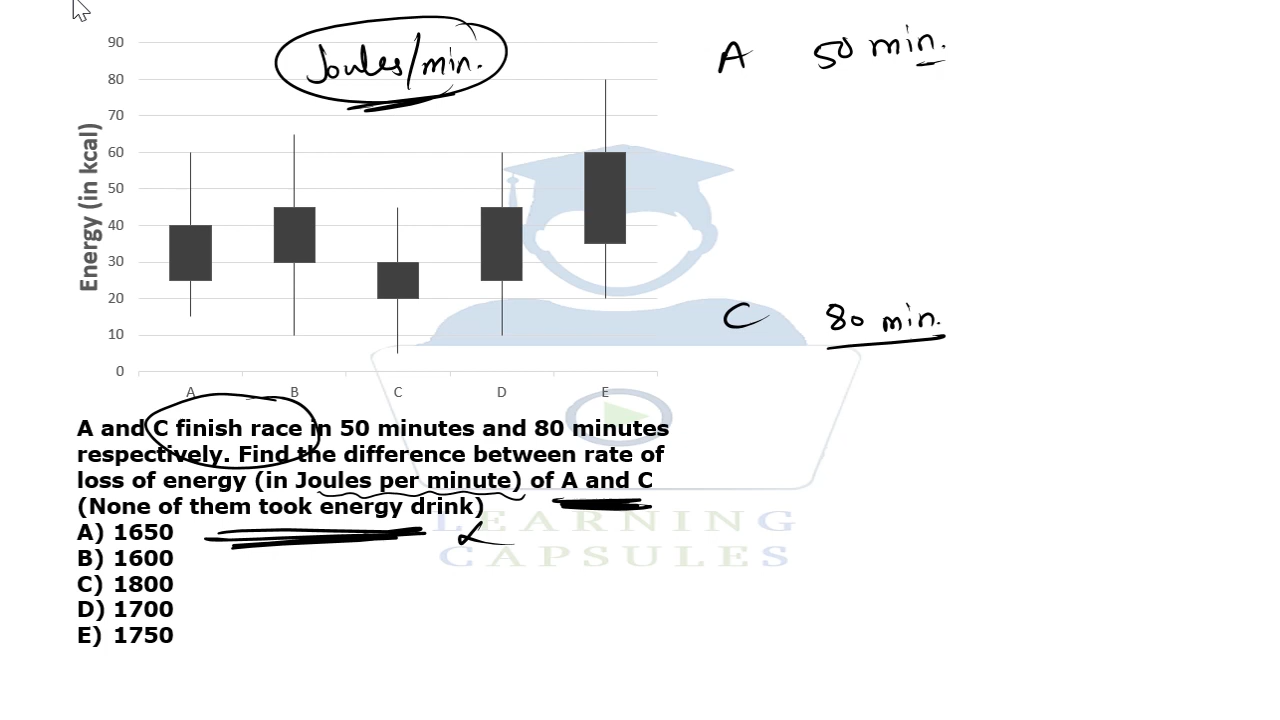 90
80
70
60
50
40
30
20
10
0
Energy (in kcal)
A B C D E
Joules/min.
A 50 min.
C 80 min.
A and C finish race in 50 minutes and 80 minutes
respectively. Find the difference between rate of
loss of energy (in Joules per minute) of A and C
(None of them took energy drink)
A) 1650
B) 1600
C) 1800
D) 1700
E) 1750
LEARNING
CAPSULES